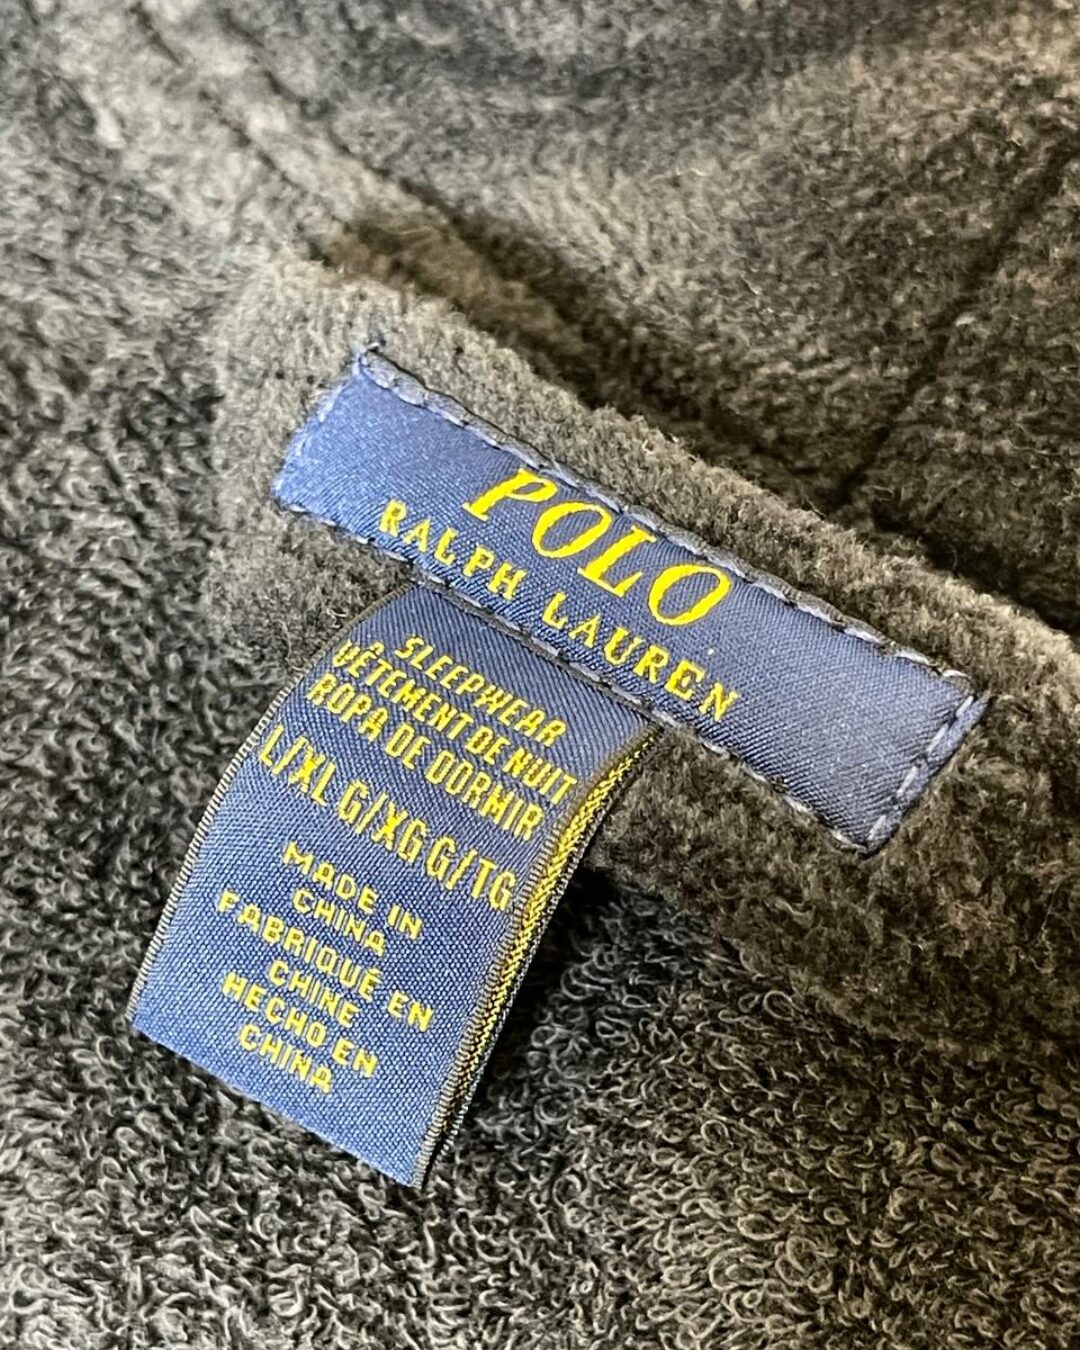 POLO
RALPH LAUREN
SLEEPWEAR
VÊTEMENT DE NUIT
ROPA DE DORMIR
L/XL G/XG G/TG
MADE IN
CHINA
FABRIQUÉ EN
CHINE
HECHO EN
CHINA